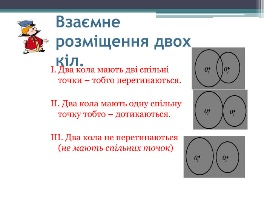 Взаємне
розміщення двох
кіл.
І. Два кола мають дві спільні
точки – тобто перетинаються.
ІІ. Два кола мають одну спільну
точку тобто – дотикаються.
ІІІ. Два кола не перетинаються
(не мають спільних точок)